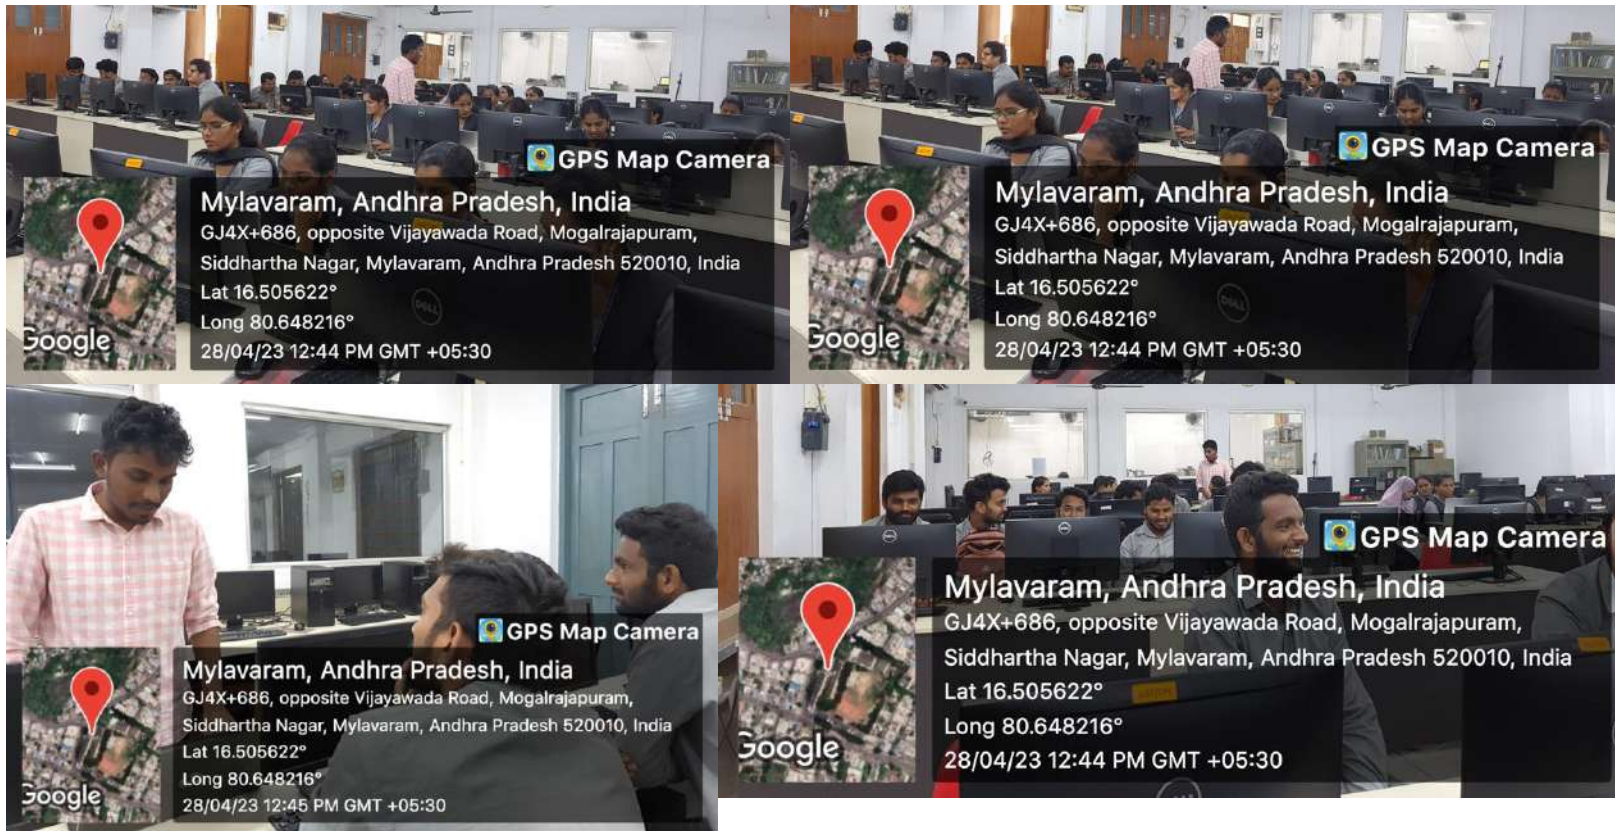 GPS Map Camera
Mylavaram, Andhra Pradesh, India
GJ4X+686, opposite Vijayawada Road, Mogalrajapuram,
Siddhartha Nagar, Mylavaram, Andhra Pradesh 520010, India
Lat 16.505622°
Long 80.648216°
28/04/23 12:44 PM GMT +05:30
Google
DELL
GPS Map Camera
Mylavaram, Andhra Pradesh, India
GJ4X+686, opposite Vijayawada Road, Mogalrajapuram,
Siddhartha Nagar, Mylavaram, Andhra Pradesh 520010, India
Lat 16.505622°
Long 80.648216°
28/04/23 12:44 PM GMT +05:30
Google
DELL
GPS Map Camera
Mylavaram, Andhra Pradesh, India
GJ4X+686, opposite Vijayawada Road, Mogalrajapuram,
Siddhartha Nagar, Mylavaram, Andhra Pradesh 520010, India
Lat 16.505622°
Long 80.648216°
28/04/23 12:45 PM GMT +05:30
Google
GPS Map Camera
Mylavaram, Andhra Pradesh, India
GJ4X+686, opposite Vijayawada Road, Mogalrajapuram,
Siddhartha Nagar, Mylavaram, Andhra Pradesh 520010, India
Lat 16.505622°
Long 80.648216°
28/04/23 12:44 PM GMT +05:30
Google